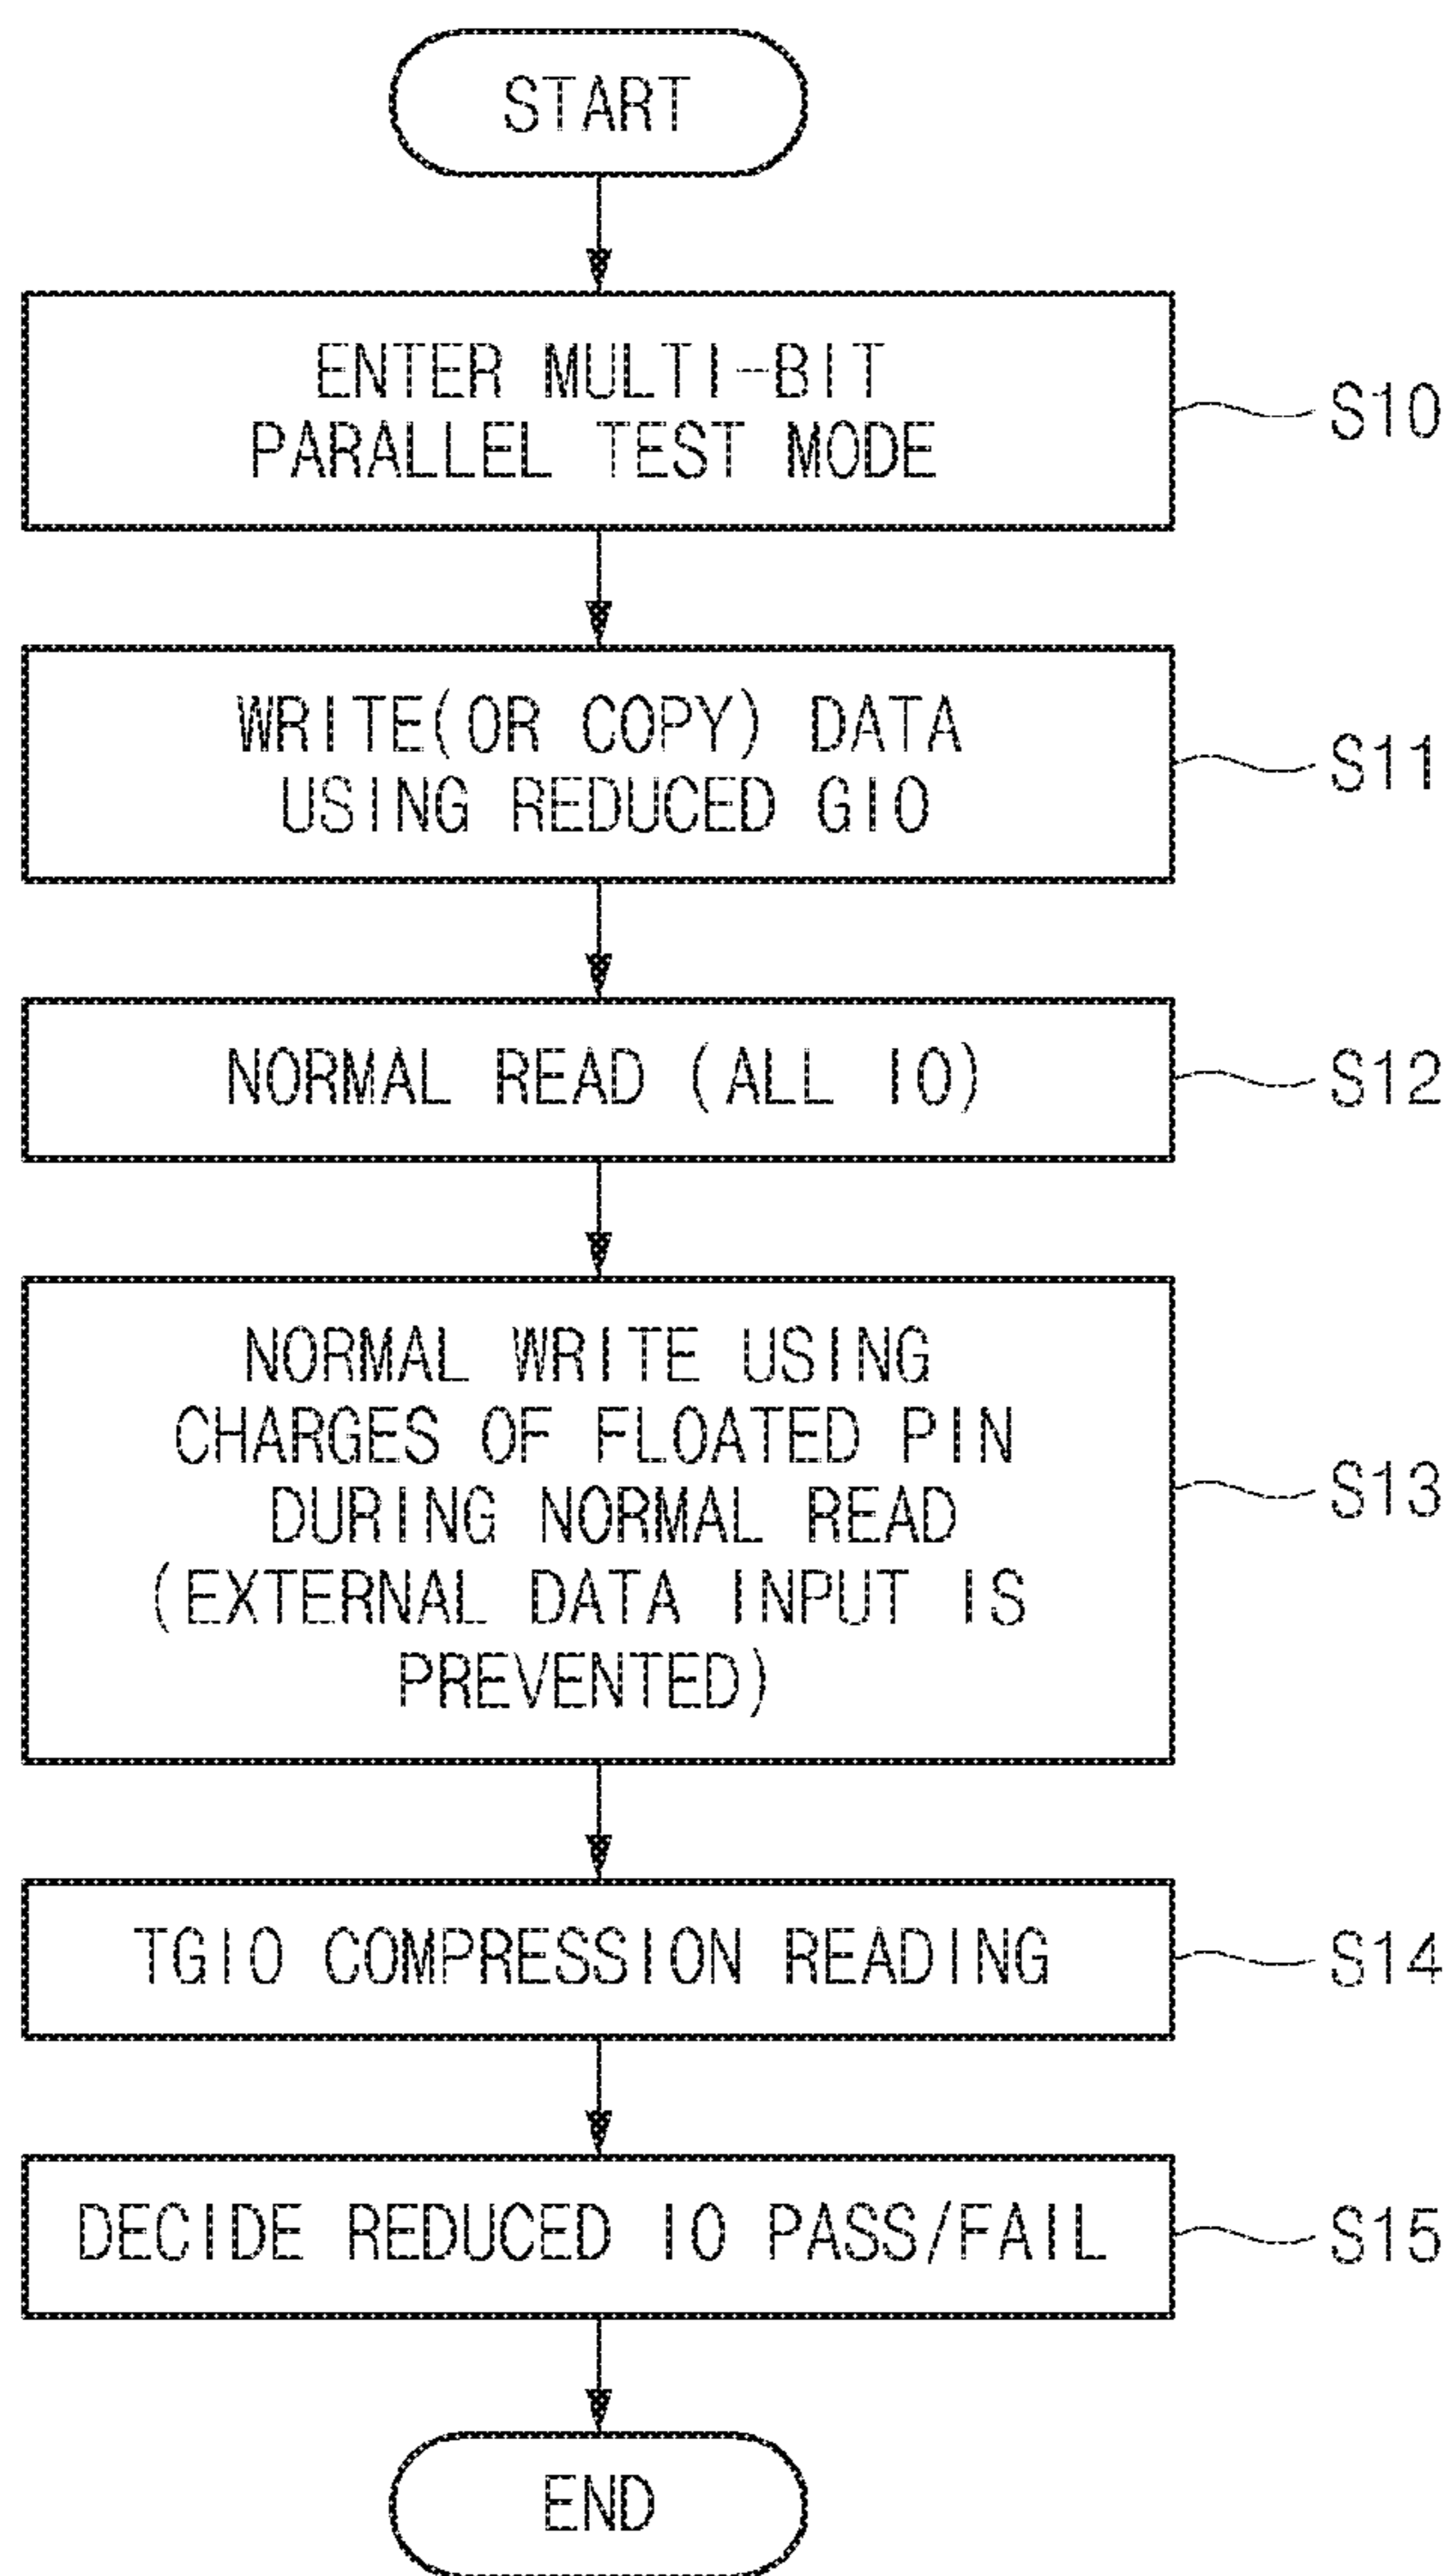 START
ENTER MULTI-BIT
PARALLEL TEST MODE
S10
WRITE(OR COPY) DATA
USING REDUCED GIO
S11
NORMAL READ (ALL IO)
S12
NORMAL WRITE USING
CHARGES OF FLOATED PIN
DURING NORMAL READ
(EXTERNAL DATA INPUT IS
PREVENTED)
S13
TGIO COMPRESSION READING
S14
DECIDE REDUCED IO PASS/FAIL
S15
END